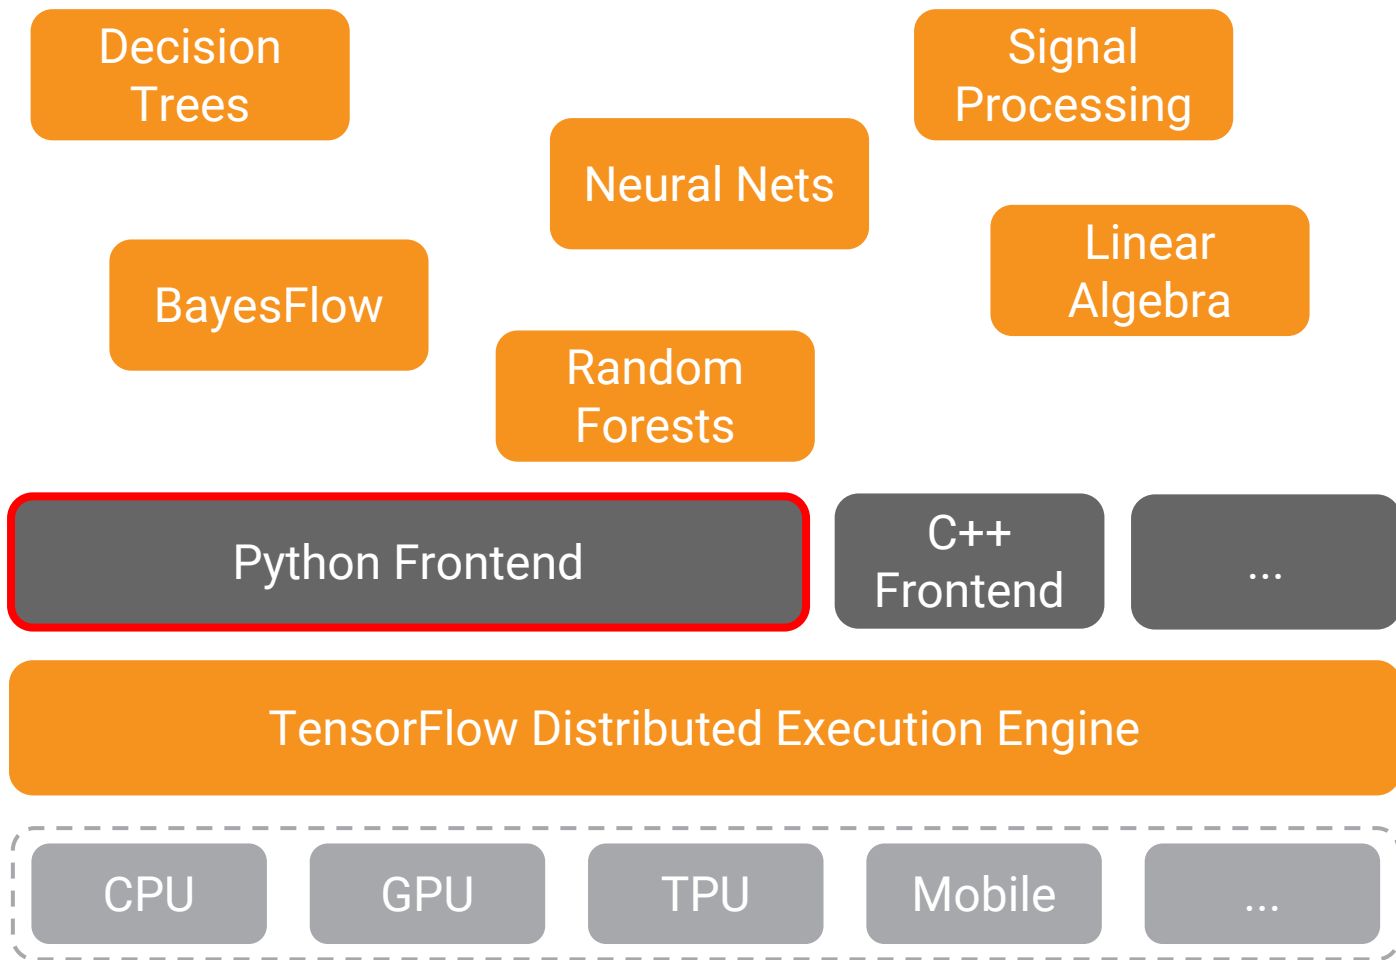 Decision
Trees
Signal
Processing
Neural Nets
Linear
Algebra
BayesFlow
Random
Forests
Python Frontend
C++
Frontend
...
TensorFlow Distributed Execution Engine
CPU
GPU
TPU
Mobile
...